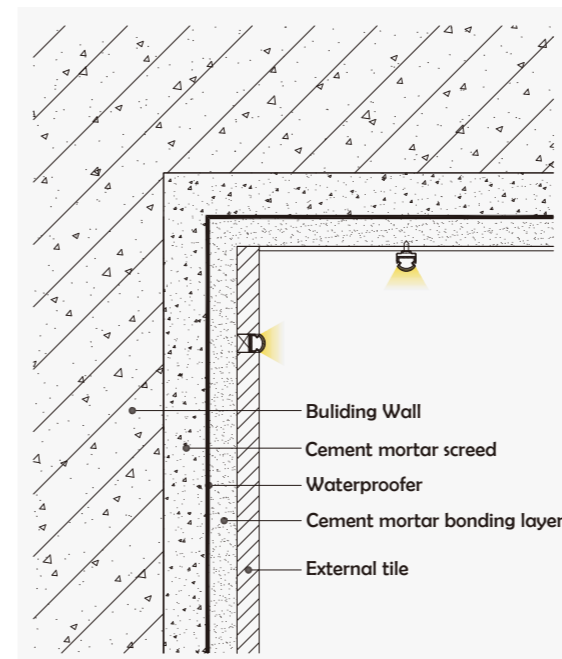 Buliding Wall
Cement mortar screed
Waterproofer
Cement mortar bonding layer
External tile